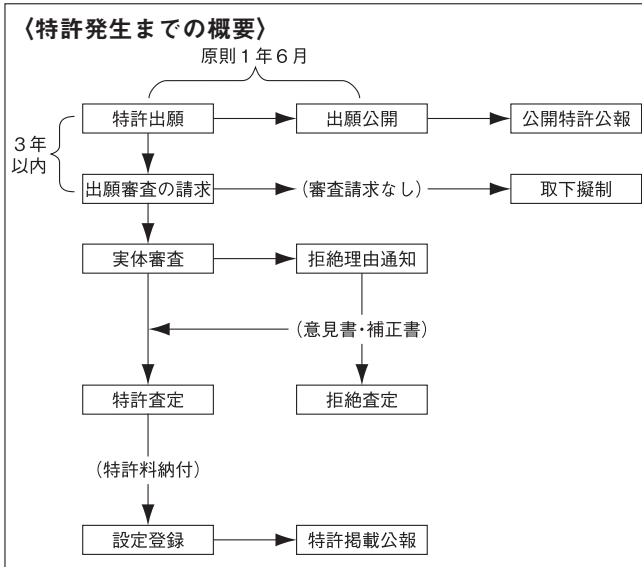 〈特許発生までの概要〉
原則1年6月
特許出願
出願公開
公開特許公報
3年
以内
出願審査の請求
(審査請求なし)
取下擬制
実体審査
拒絶理由通知
(意見書・補正書)
特許査定
拒絶査定
(特許料納付)
設定登録
特許掲載公報